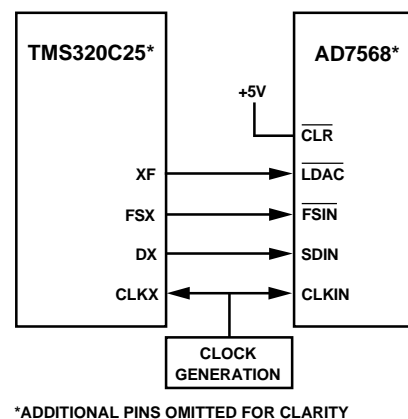 TMS320C25*
AD7568*
+5V
CLR
XF
LDAC
FSX
FSIN
DX
SDIN
CLKX
CLKIN
CLOCK
GENERATION
*ADDITIONAL PINS OMITTED FOR CLARITY